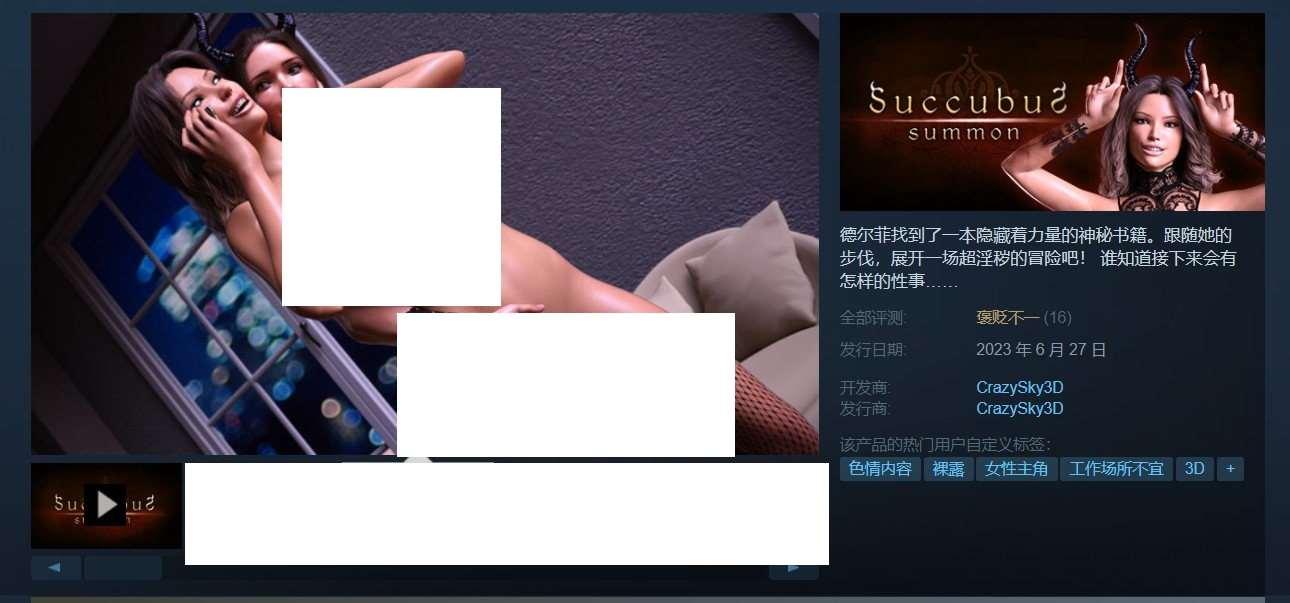 Succubus
summon
德尔菲找到了一本隐藏着力量的神秘书籍。跟随她的
步伐，展开一场超淫秽的冒险吧！ 谁知道接下来会有
怎样的性事……
全部评测: 褒贬不一 (16)
发行日期: 2023 年 6 月 27 日
开发商: CrazySky3D
发行商: CrazySky3D
该产品的热门用户自定义标签:
色情内容 裸露 女性主角 工作场所不宜 3D +